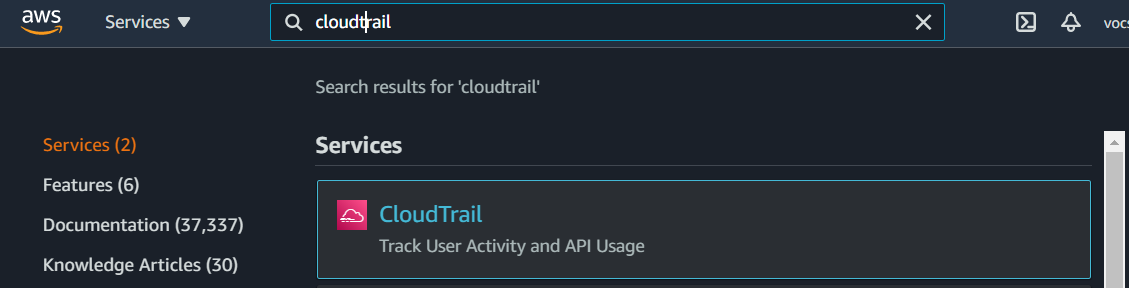 aws Services ▼ cloudtrail vocs
Search results for 'cloudtrail'
Services (2)
Services
Features (6)
CloudTrail
Documentation (37,337)
Track User Activity and API Usage
Knowledge Articles (30)